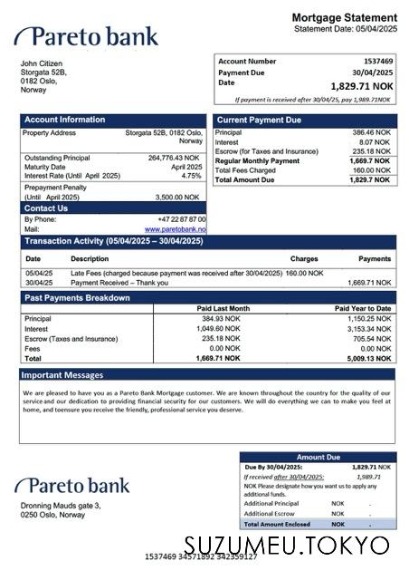 Pareto bank
Mortgage Statement
Statement Date: 05/04/2025
John Citizen
Storgata 52B,
0182 Oslo,
Norway
Account Number 1537469
Payment Due 30/04/2025
Date 1,829.71 NOK
If payment is received after 30/04/25, pay 1,989.71NOK
Account Information
Property Address Storgata 52B, 0182 Oslo,
Norway
Outstanding Principal 264,776.43 NOK
Maturity Date April 2025
Interest Rate (Until April 2025) 4.75%
Prepayment Penalty
(Until April 2025) 3,500.00 NOK
Contact Us
By Phone: +47 22 87 87 00
Mail: www.paretobank.no
Current Payment Due
Principal 386.46 NOK
Interest 8.07 NOK
Escrow (for Taxes and Insurance) 235.18 NOK
Regular Monthly Payment 1,669.7 NOK
Total Fees Charged 160.00 NOK
Total Amount Due 1,829.7 NOK
Transaction Activity (05/04/2025 – 30/04/2025)
Date Description Charges Payments
05/04/25 Late Fees (charged because payment was received after 30/04/2025) 160.00 NOK
30/04/25 Payment Received – Thank you 1,669.71 NOK
Past Payments Breakdown
Paid Last Month Paid Year to Date
Principal 384.93 NOK 1,150.25 NOK
Interest 1,049.60 NOK 3,153.34 NOK
Escrow (Taxes and Insurance) 235.18 NOK 705.54 NOK
Fees 0.00 NOK 0.00 NOK
Total 1,669.71 NOK 5,009.13 NOK
Important Messages
We are pleased to have you as a Pareto Bank Mortgage customer. We are known throughout the country for the quality of our
service and our dedication to providing financial security for our customers. We will do everything we can to make you feel at
home, and toensure you receive the friendly, professional service you deserve.
Pareto bank
Dronning Mauds gate 3,
0250 Oslo, Norway
Amount Due
Due By 30/04/2025: 1,829.71 NOK
If received after 30/04/2025: 1,989.71
NOK Please designate how you want us to apply any
additional funds.
Additional Principal NOK .
Additional Escrow NOK .
Total Amount Enclosed NOK .
SUZUMEU.TOKYO
1537469 34571892 342359127